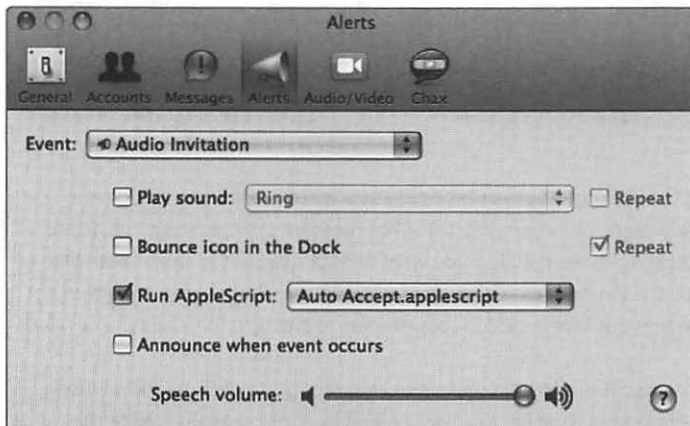 Alerts
General Accounts Messages Alerts Audio/Video Chax
Event: Audio Invitation
Play sound: Ring Repeat
Bounce icon in the Dock Repeat
Run AppleScript: Auto Accept.applescript
Announce when event occurs
Speech volume: ?